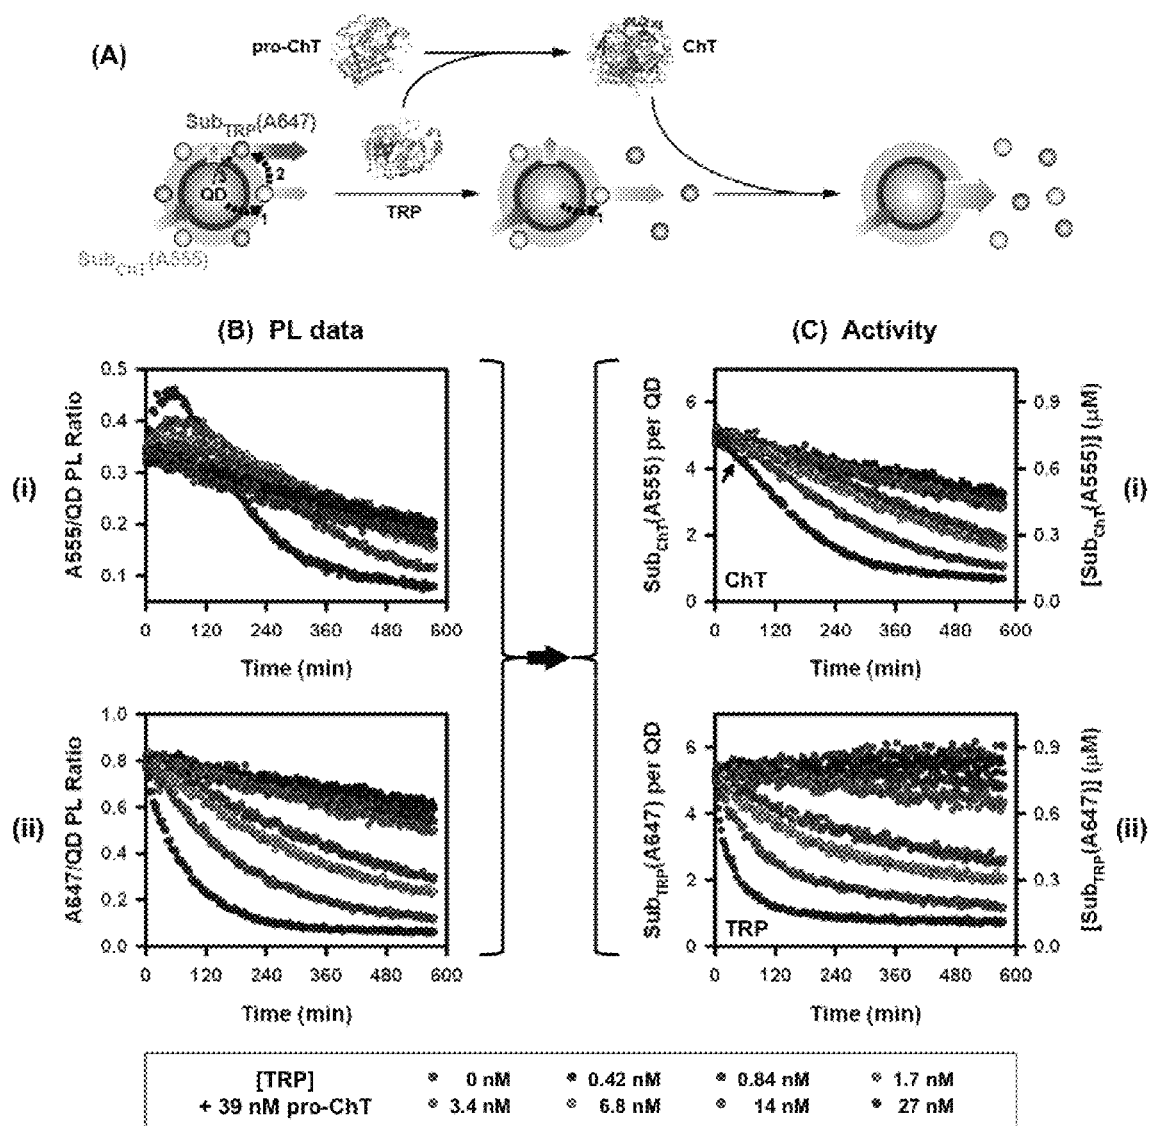 (A)
pro-ChT
ChT
Sub_TRP(A647)
3
2
QD
1
TRP
1
Sub_ChT(A555)
(B) PL data
(C) Activity
(i)
A555/QD PL Ratio
0.5
0.4
0.3
0.2
0.1
0 120 240 360 480 600
Time (min)
Sub_ChT(A555) per QD
6
4
2
0
ChT
0.9
0.6
0.3
0.0
[Sub_ChT(A555)] (µM)
0 120 240 360 480 600
Time (min)
(i)
(ii)
A647/QD PL Ratio
1.0
0.8
0.6
0.4
0.2
0.0
0 120 240 360 480 600
Time (min)
Sub_TRP(A647) per QD
6
4
2
0
TRP
0.9
0.6
0.3
0.0
[Sub_TRP(A647)] (µM)
0 120 240 360 480 600
Time (min)
(ii)
[TRP] 0 nM 0.42 nM 0.84 nM 1.7 nM
+ 39 nM pro-ChT 3.4 nM 6.8 nM 14 nM 27 nM